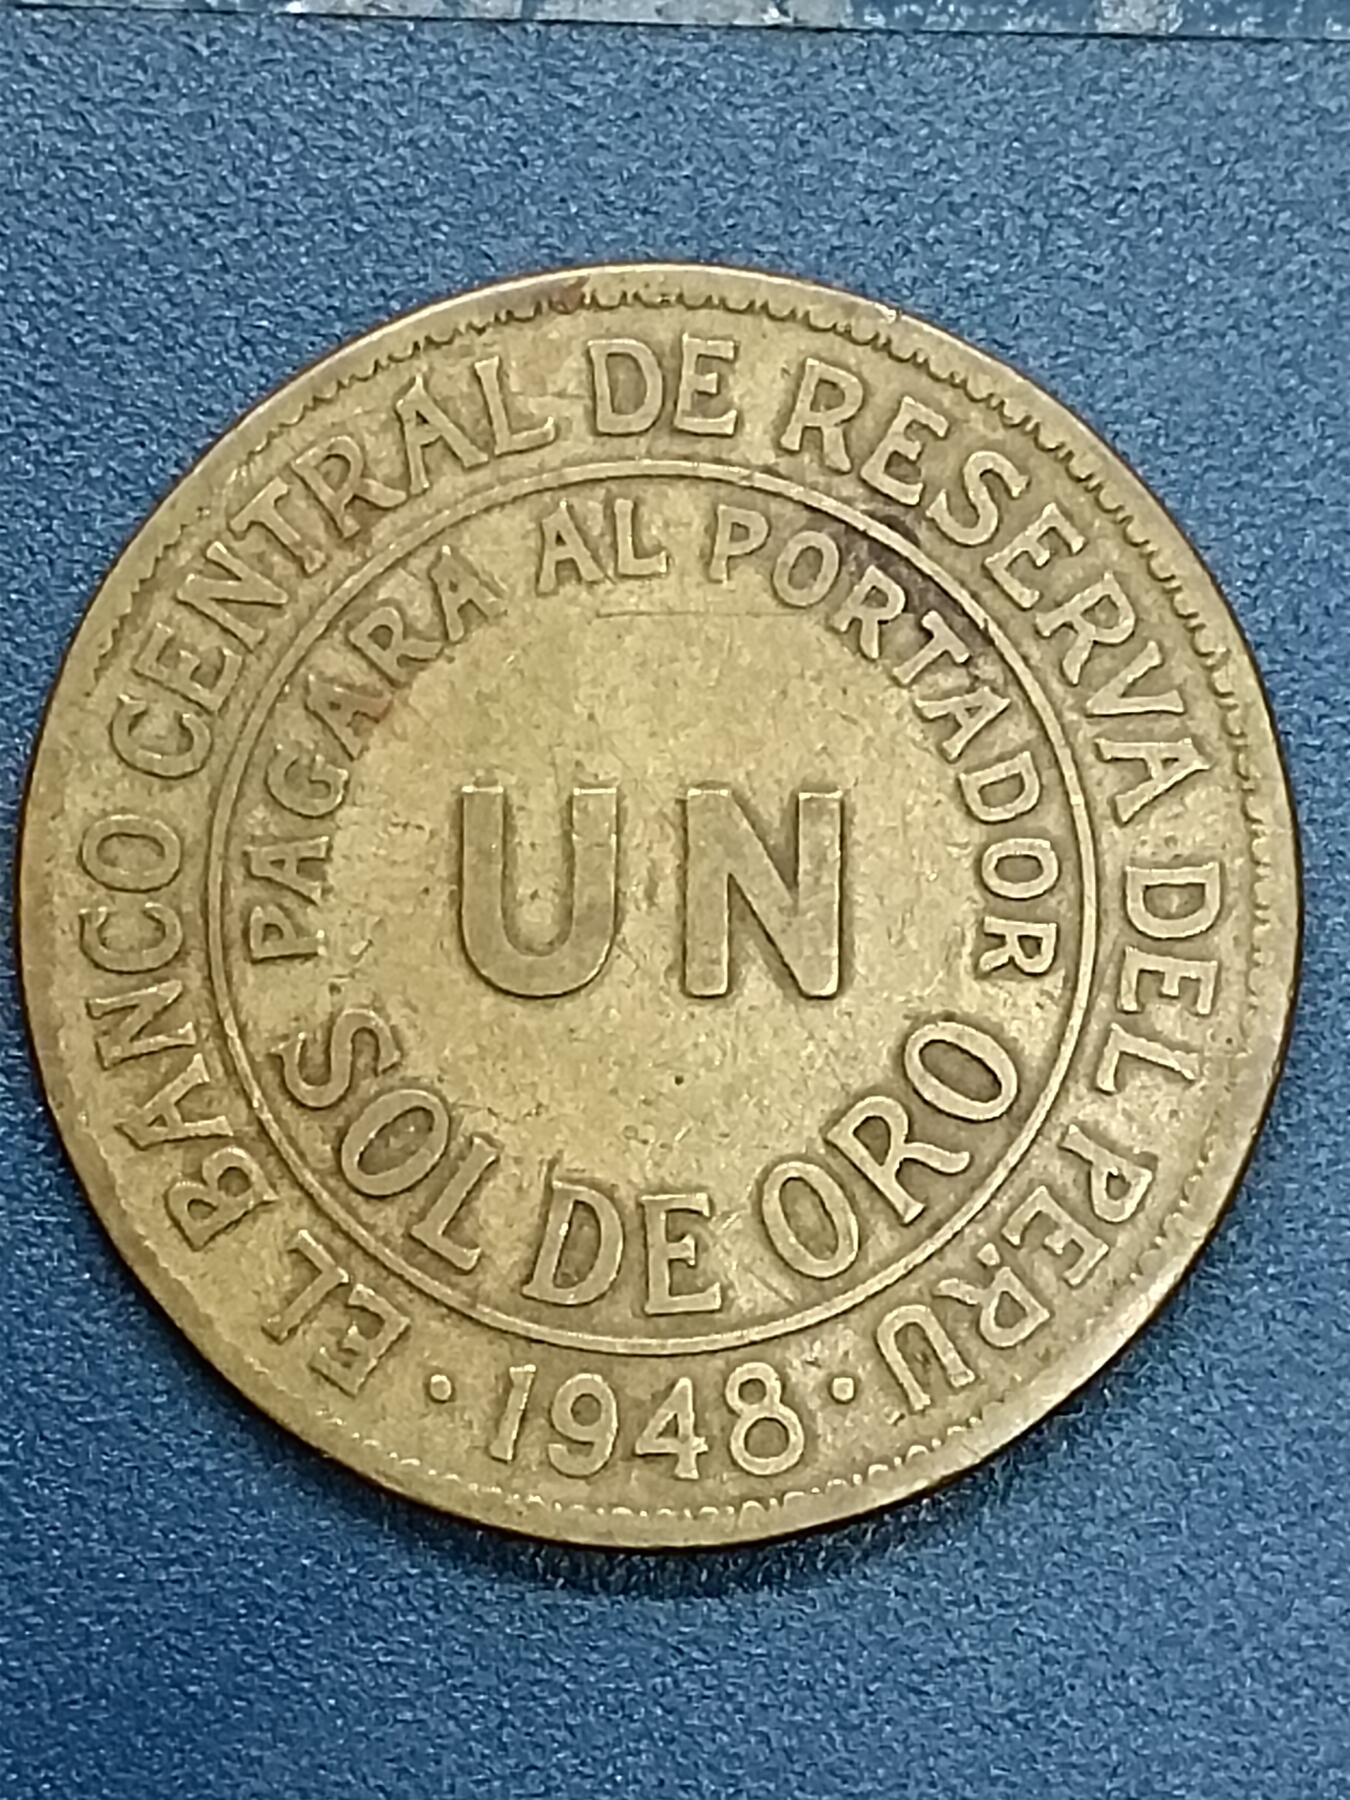 EL BANCO CENTRAL DE RESERVA DEL PERU
PAGARA AL PORTADOR
UN
SOL DE ORO
· 1948 ·